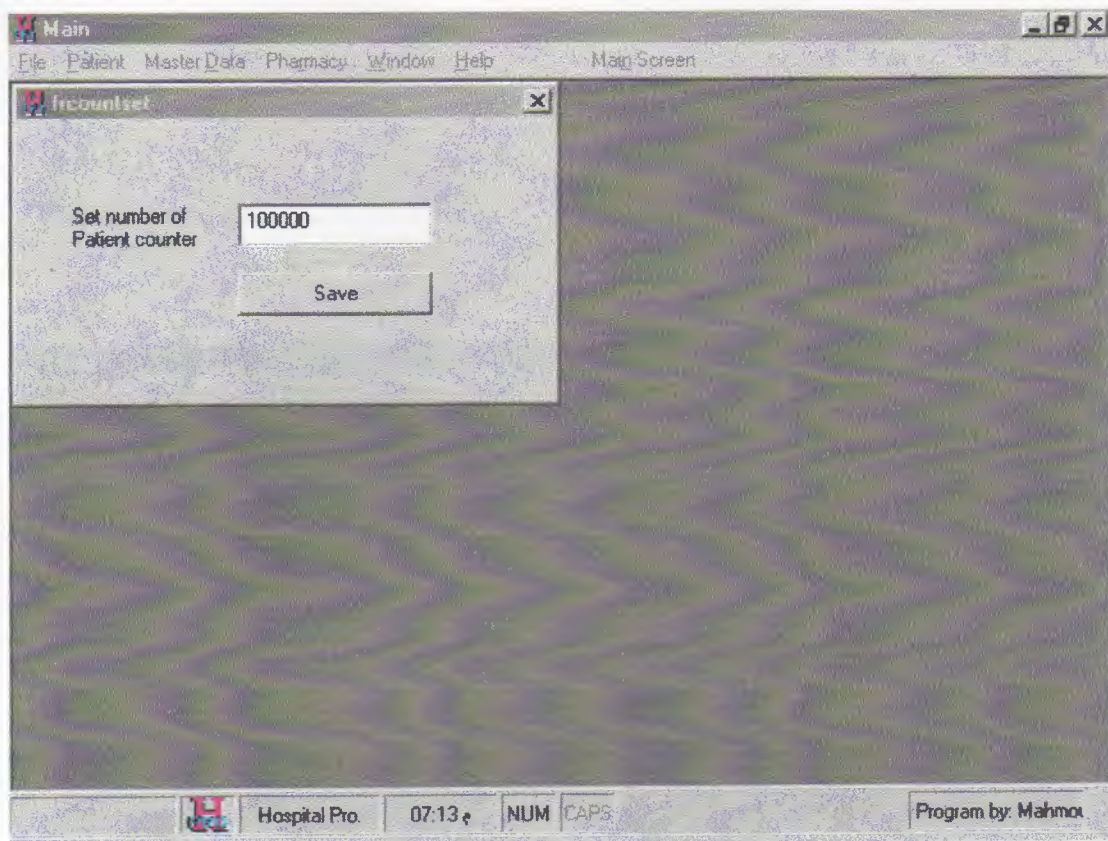 Main
File Patient Master Data Pharmacy Window Help Main Screen
frcountset
Set number of
Patient counter
100000
Save
Hospital Pro. 07:13 م NUM CAPS Program by: Mahmou